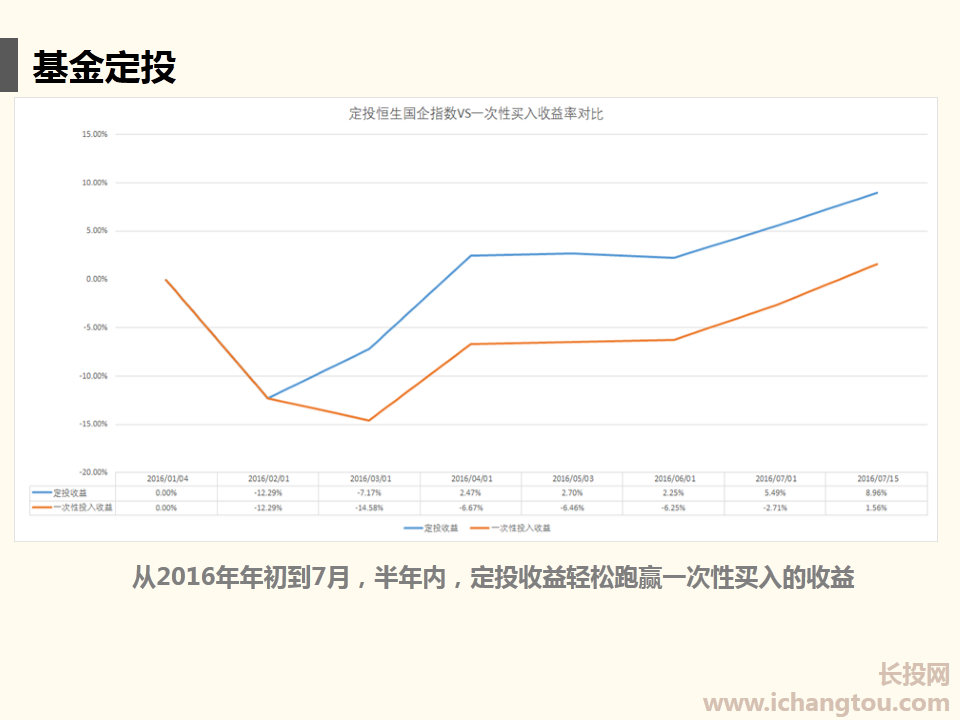 基金定投
定投恒生国企指数VS一次性买入收益率对比
15.00%
10.00%
5.00%
0.00%
-5.00%
-10.00%
-15.00%
-20.00%
2016/01/04 2016/02/01 2016/03/01 2016/04/01 2016/05/03 2016/06/01 2016/07/01 2016/07/15
定投收益 0.00% -12.29% -7.17% 2.47% 2.70% 2.25% 5.49% 8.96%
一次性投入收益 0.00% -12.29% -14.58% -6.67% -6.46% -6.25% -2.71% 1.56%
定投收益 一次性投入收益
从2016年年初到7月，半年内，定投收益轻松跑赢一次性买入的收益
长投网
www.ichangtou.com